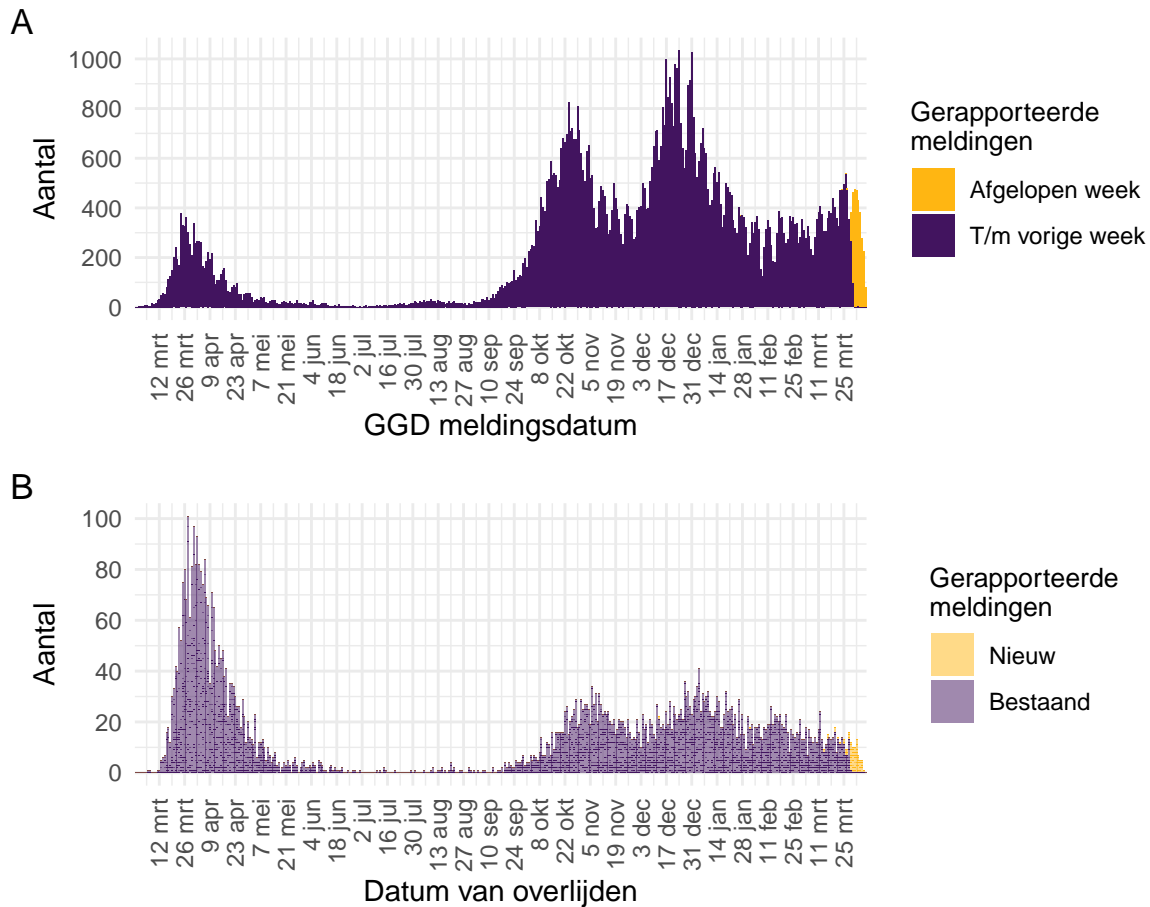 A
1000
800
600
400
200
0
Aantal
12 mrt
26 mrt
9 apr
23 apr
7 mei
21 mei
4 jun
18 jun
2 jul
16 jul
30 jul
13 aug
27 aug
10 sep
24 sep
8 okt
22 okt
5 nov
19 nov
3 dec
17 dec
31 dec
14 jan
28 jan
11 feb
25 feb
11 mrt
25 mrt
GGD meldingsdatum
Gerapporteerde
meldingen
Afgelopen week
T/m vorige week
B
100
80
60
40
20
0
Aantal
12 mrt
26 mrt
9 apr
23 apr
7 mei
21 mei
4 jun
18 jun
2 jul
16 jul
30 jul
13 aug
27 aug
10 sep
24 sep
8 okt
22 okt
5 nov
19 nov
3 dec
17 dec
31 dec
14 jan
28 jan
11 feb
25 feb
11 mrt
25 mrt
Datum van overlijden
Gerapporteerde
meldingen
Nieuw
Bestaand